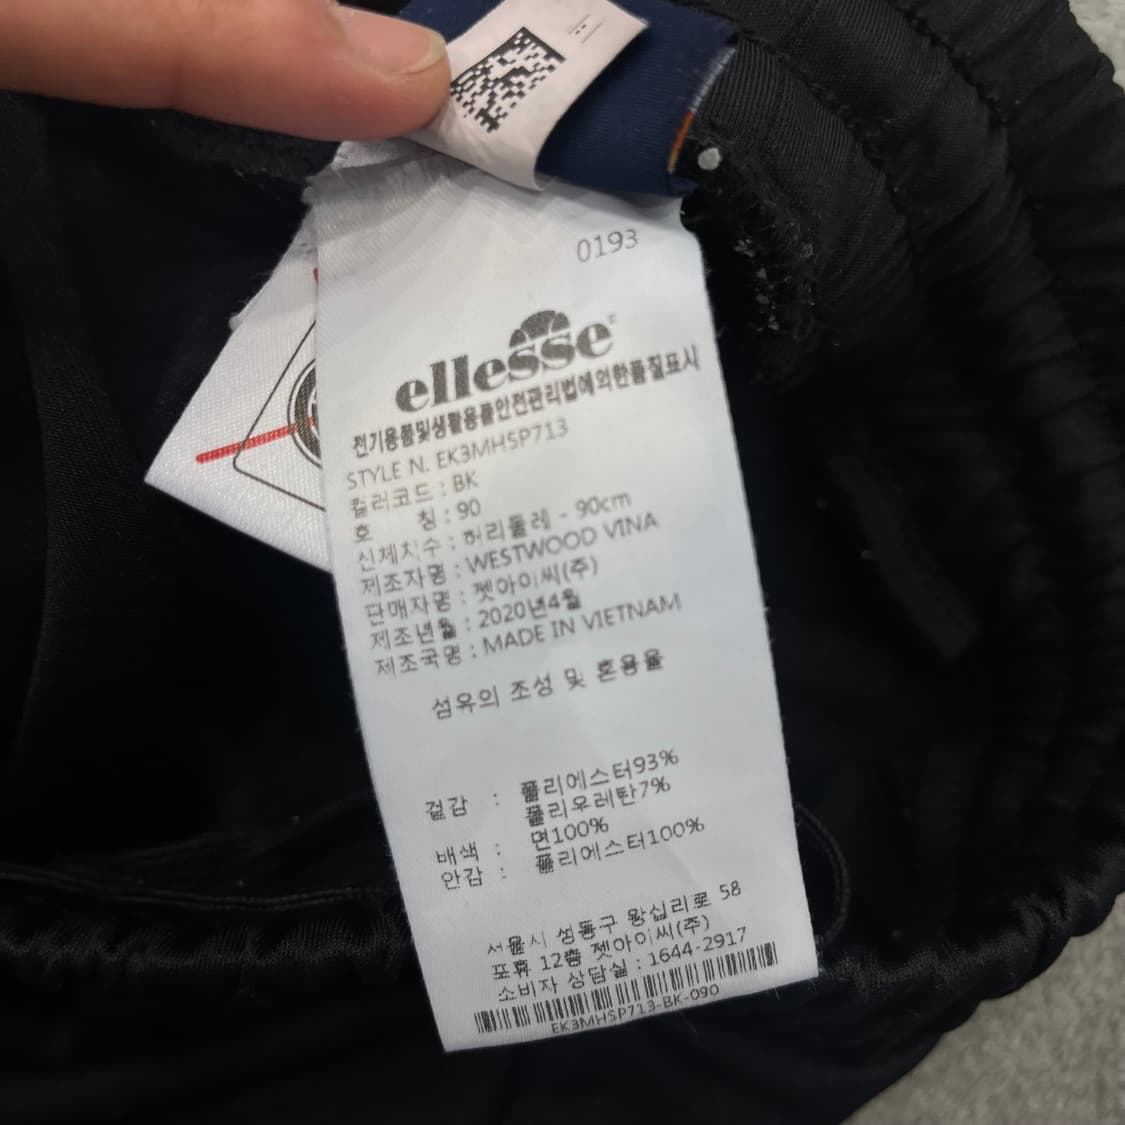 0193
ellesse
전기용품및생활용품안전관리법에의한품질표시
STYLE N. EK3MHSP713
컬러코드 : BK
호 칭 : 90
신체치수 : 허리둘레 - 90cm
제조자명 : WESTWOOD VINA
판매자명 : 젯아이씨(주)
제조년월 : 2020년4월
제조국명 : MADE IN VIETNAM
섬유의 조성 및 혼용율
겉감 : 폴리에스터93%
폴리우레탄7%
배색 : 면100%
안감 : 폴리에스터100%
서울시 성동구 왕십리로 58
포휴 12층 젯아이씨(주)
소비자 상담실 : 1644-2917
EK3MHSP713-BK-090